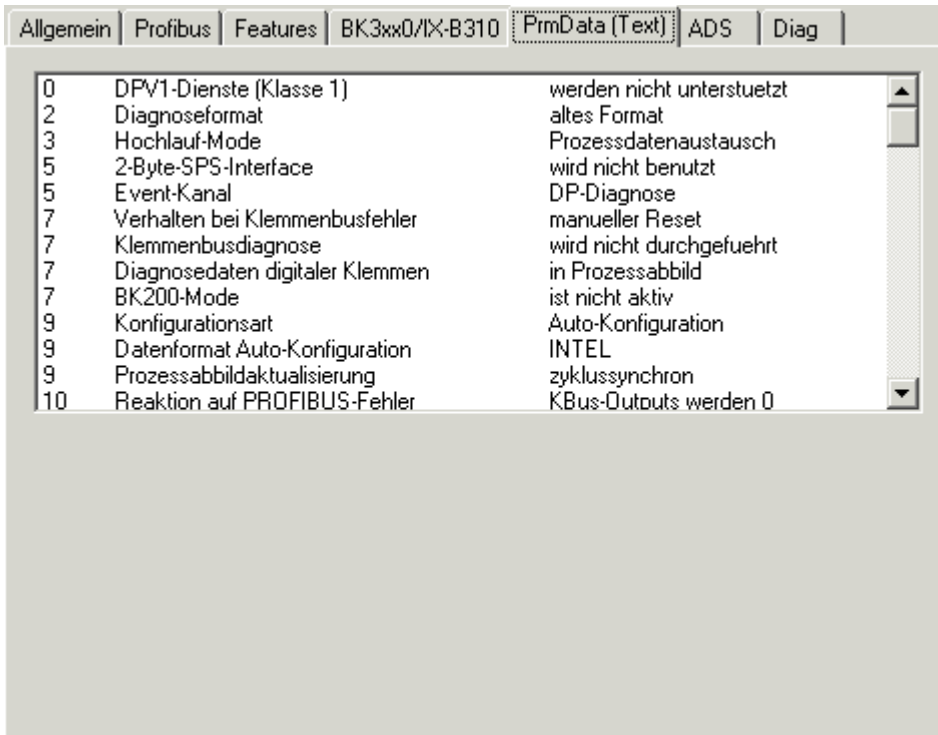 Allgemein Profibus Features BK3xx0/IX-B310 PrmData (Text) ADS Diag
0 DPV1-Dienste (Klasse 1) werden nicht unterstuetzt
2 Diagnoseformat altes Format
3 Hochlauf-Mode Prozessdatenaustausch
5 2-Byte-SPS-Interface wird nicht benutzt
5 Event-Kanal DP-Diagnose
7 Verhalten bei Klemmenbusfehler manueller Reset
7 Klemmenbusdiagnose wird nicht durchgefuehrt
7 Diagnosedaten digitaler Klemmen in Prozessabbild
7 BK200-Mode ist nicht aktiv
9 Konfigurationsart Auto-Konfiguration
9 Datenformat Auto-Konfiguration INTEL
9 Prozessabbildaktualisierung zyklussynchron
10 Reaktion auf PROFIBUS-Fehler KBus-Outputs werden 0